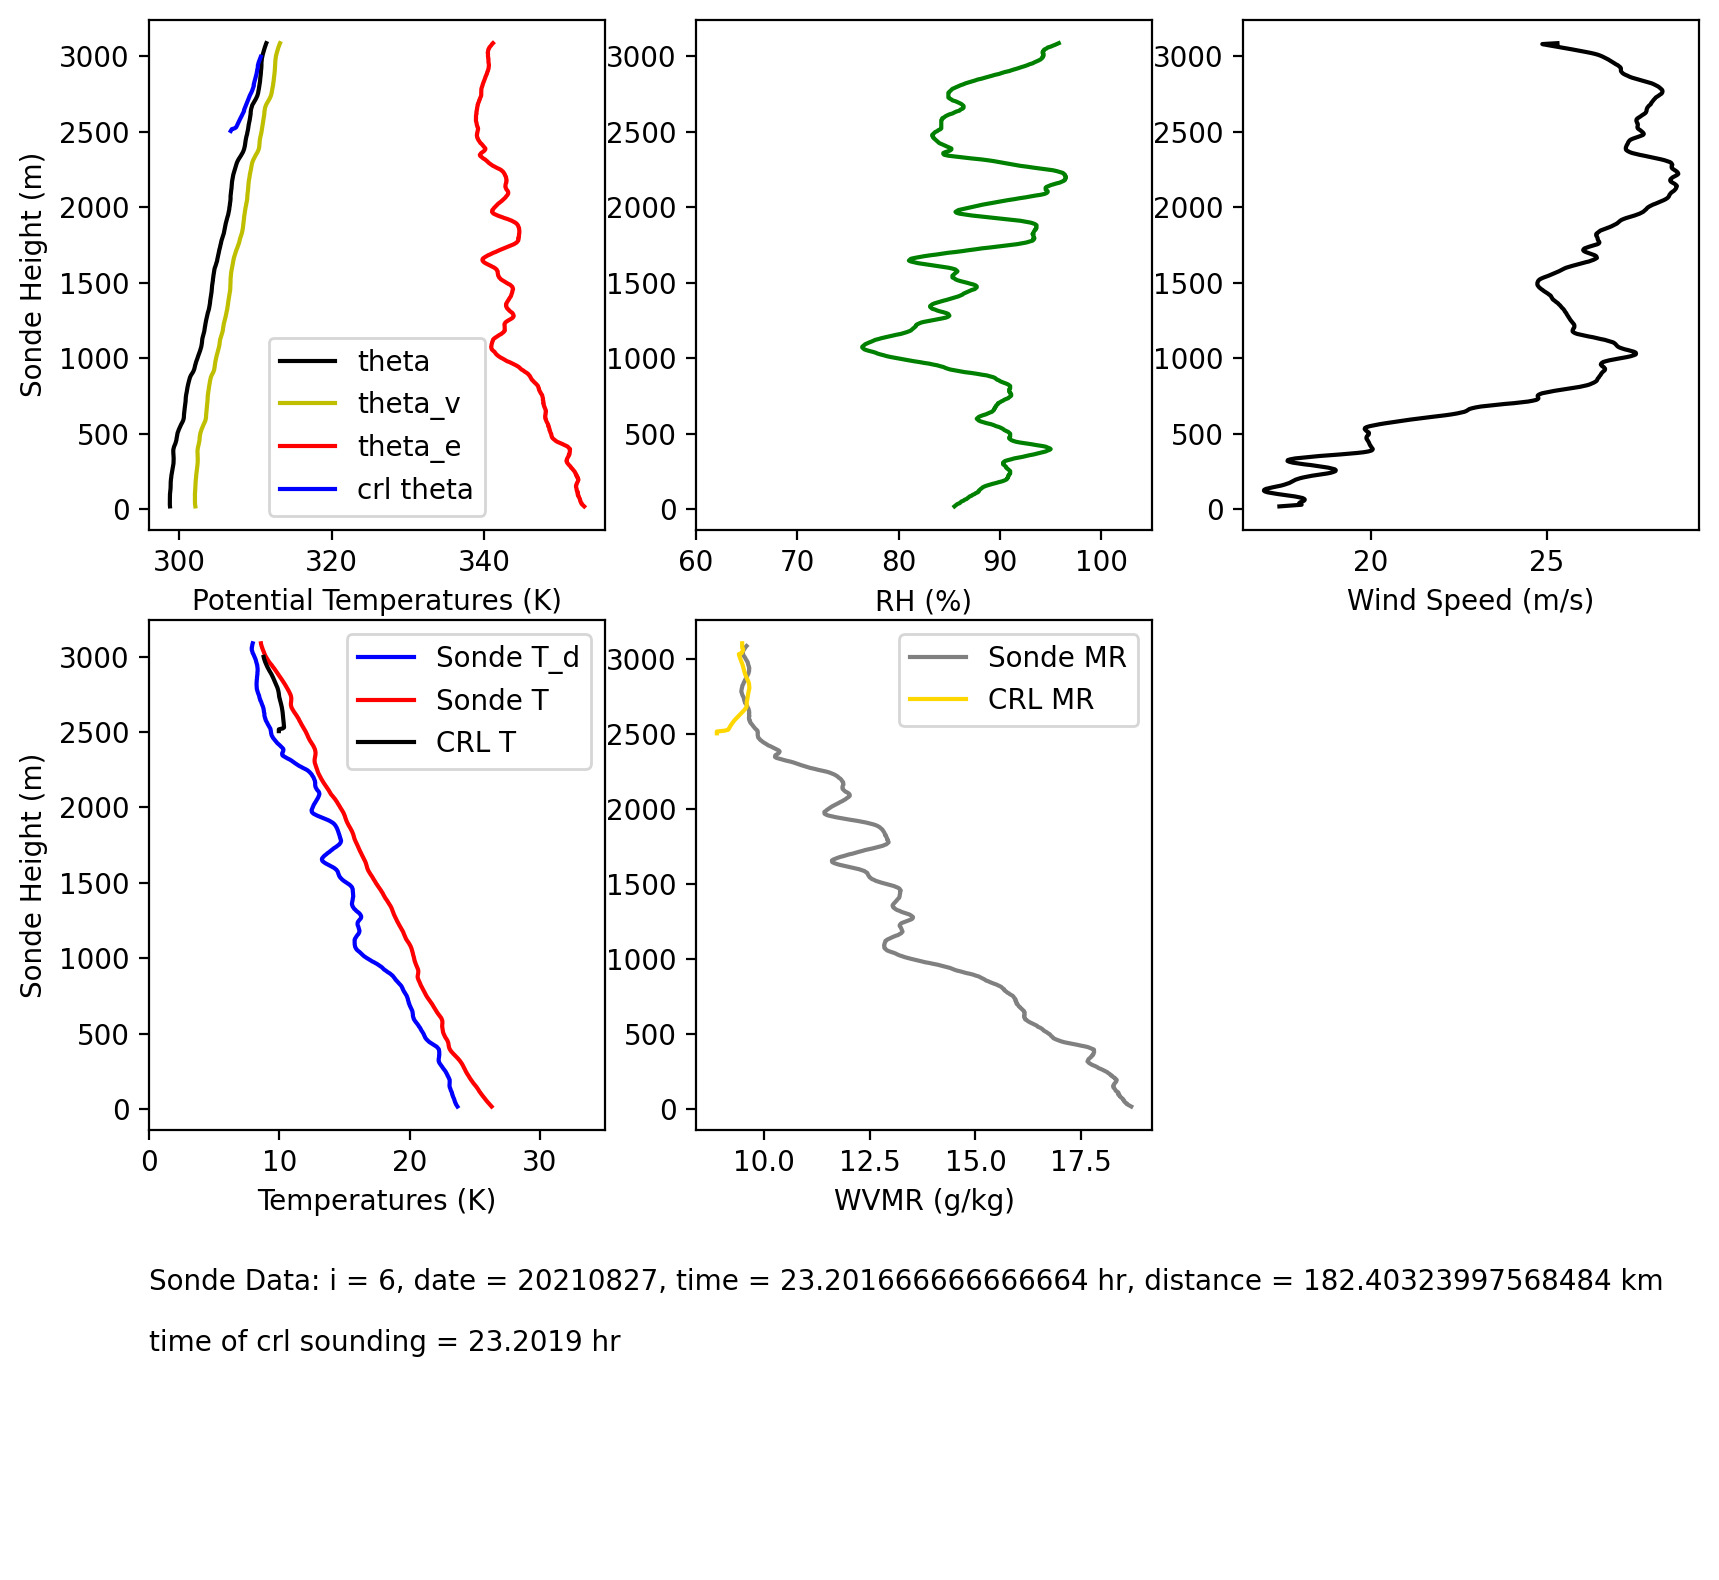 3000
2500
2000
1500
1000
500
0
Sonde Height (m)
theta
theta_v
theta_e
crl theta
300
320
340
Potential Temperatures (K)
3000
2500
2000
1500
1000
500
0
60
70
80
90
100
RH (%)
3000
2500
2000
1500
1000
500
0
20
25
Wind Speed (m/s)
3000
2500
2000
1500
1000
500
0
Sonde Height (m)
Sonde T_d
Sonde T
CRL T
0
10
20
30
Temperatures (K)
3000
2500
2000
1500
1000
500
0
Sonde MR
CRL MR
10.0
12.5
15.0
17.5
WVMR (g/kg)
Sonde Data: i = 6, date = 20210827, time = 23.201666666666664 hr, distance = 182.40323997568484 km
time of crl sounding = 23.2019 hr